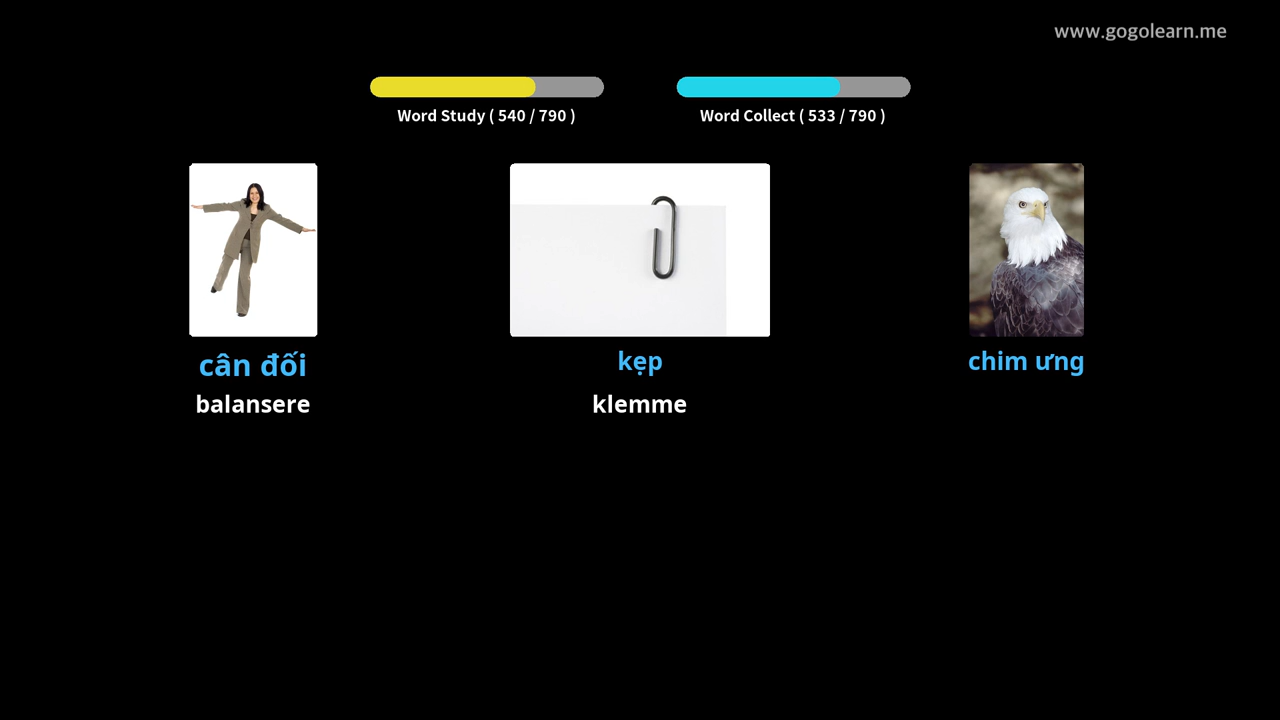 www.gogolearn.me
Word Study ( 540 / 790 )
Word Collect ( 533 / 790 )
cân đối
kẹp
chim ưng
balansere
klemme